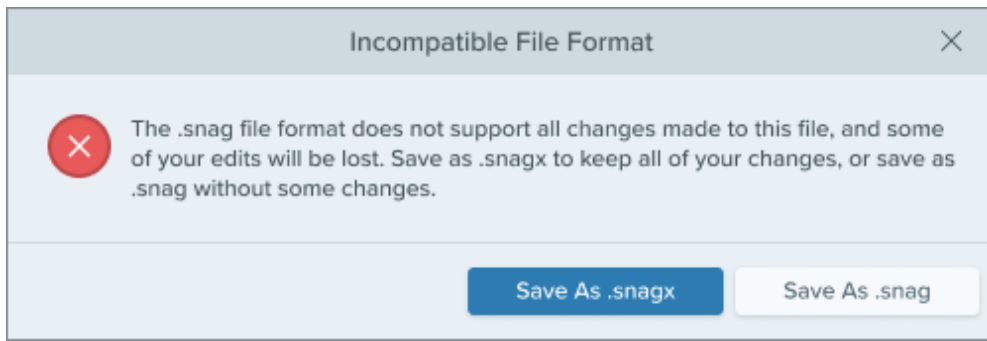 Incompatible File Format
The .snag file format does not support all changes made to this file, and some
of your edits will be lost. Save as .snagx to keep all of your changes, or save as
.snag without some changes.
Save As .snagx
Save As .snag